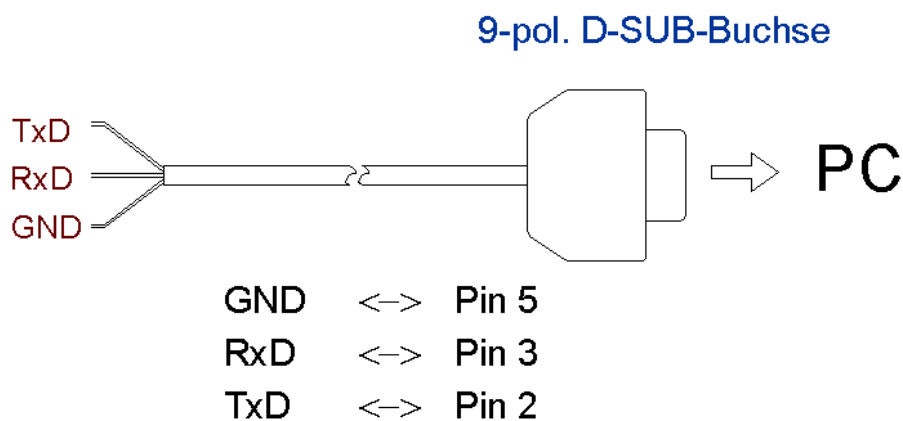 9-pol. D-SUB-Buchse
TxD
RxD
GND
PC
GND <–> Pin 5
RxD <–> Pin 3
TxD <–> Pin 2